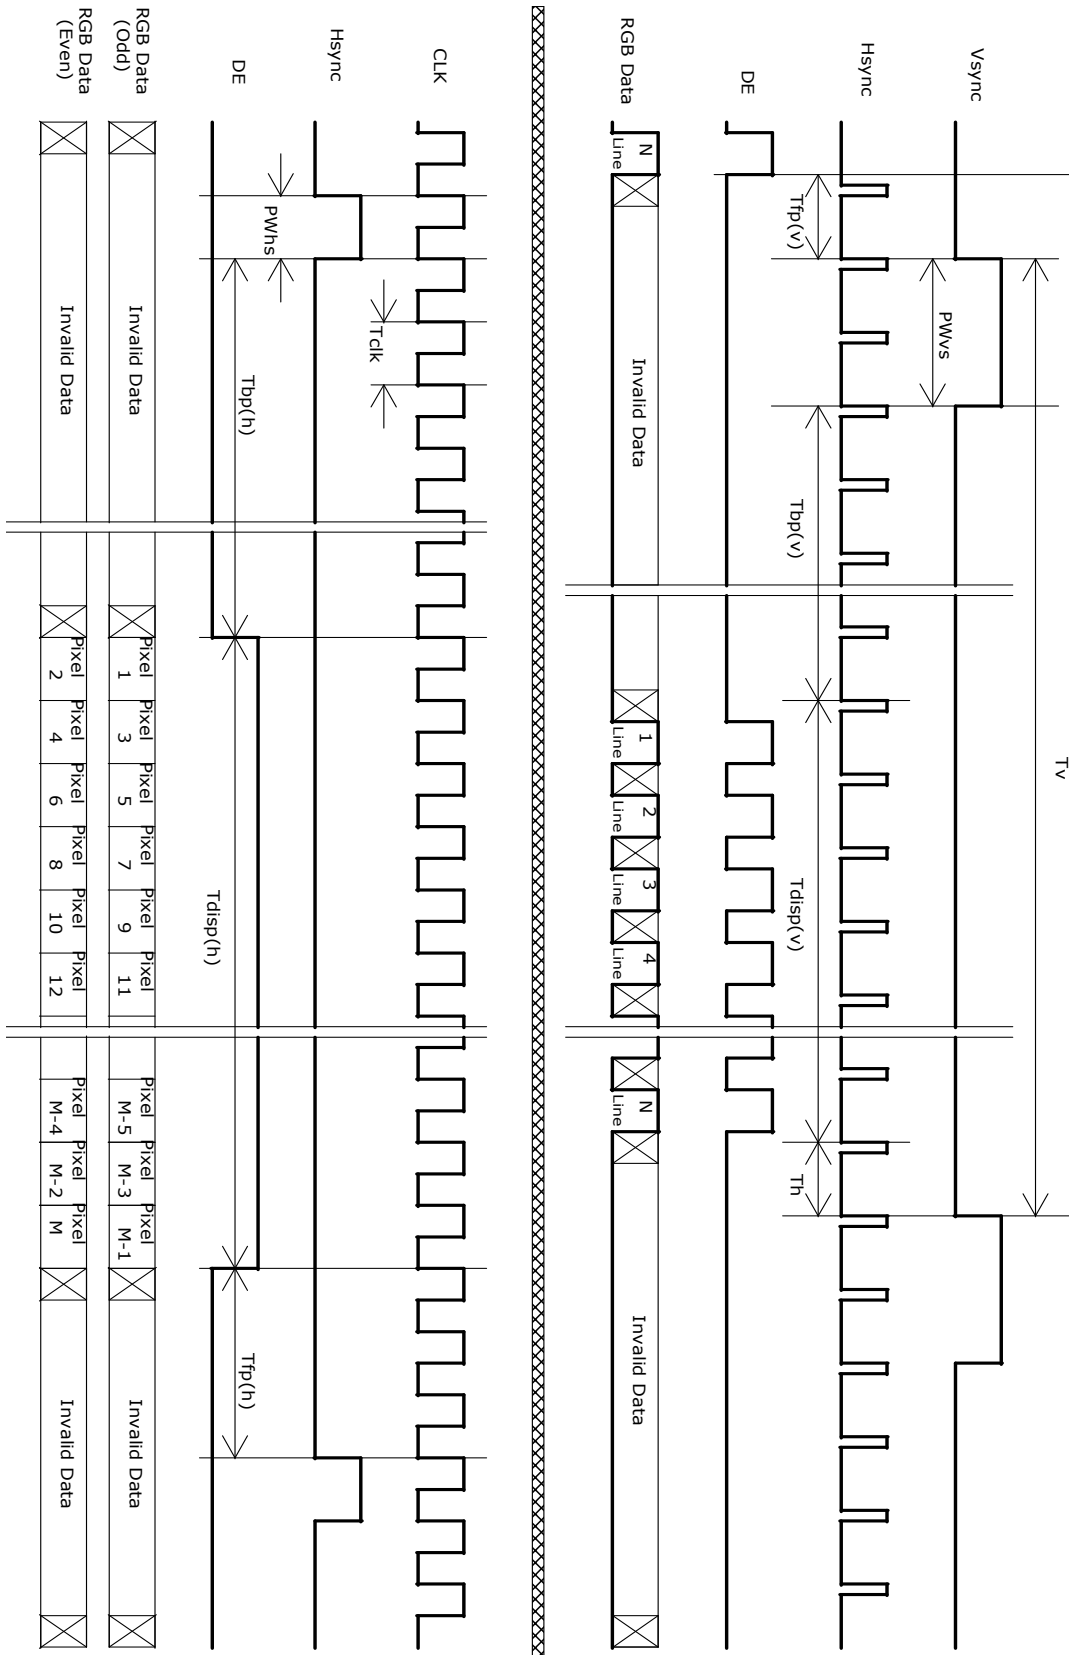 Vsync
Tv
PWvs
Hsync
Tfp(v)
Tbp(v)
Tdisp(v)
Th
DE
RGB Data
N
Line
Invalid Data
1
Line
2
Line
3
Line
4
Line
N
Line
Invalid Data
CLK
Tclk
Hsync
PWhs
DE
Tbp(h)
Tdisp(h)
Tfp(h)
RGB Data
(Odd)
Invalid Data
Pixel
1
Pixel
3
Pixel
5
Pixel
7
Pixel
9
Pixel
11
Pixel
M-5
Pixel
M-3
Pixel
M-1
Invalid Data
RGB Data
(Even)
Invalid Data
Pixel
2
Pixel
4
Pixel
6
Pixel
8
Pixel
10
Pixel
12
Pixel
M-4
Pixel
M-2
Pixel
M
Invalid Data